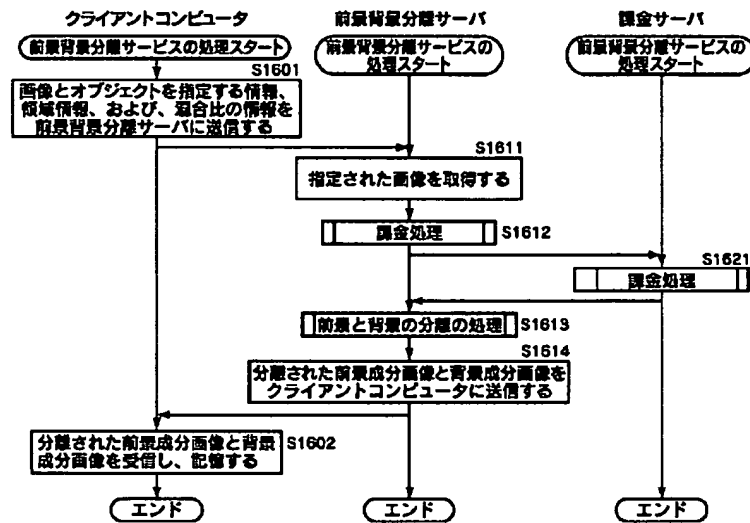 クライアントコンピュータ
前景背景分離サービスの処理スタート
S1601
画像とオブジェクトを指定する情報、
領域情報、および、混合比の情報を
前景背景分離サーバに送信する
前景背景分離サーバ
前景背景分離サービスの
処理スタート
S1611
指定された画像を取得する
課金処理
S1612
課金サーバ
前景背景分離サービスの
処理スタート
S1621
課金処理
前景と背景の分離の処理
S1613
S1614
分離された前景成分画像と背景成分画像を
クライアントコンピュータに送信する
分離された前景成分画像と背景
成分画像を受信し、記憶する
S1602
エンド
エンド
エンド